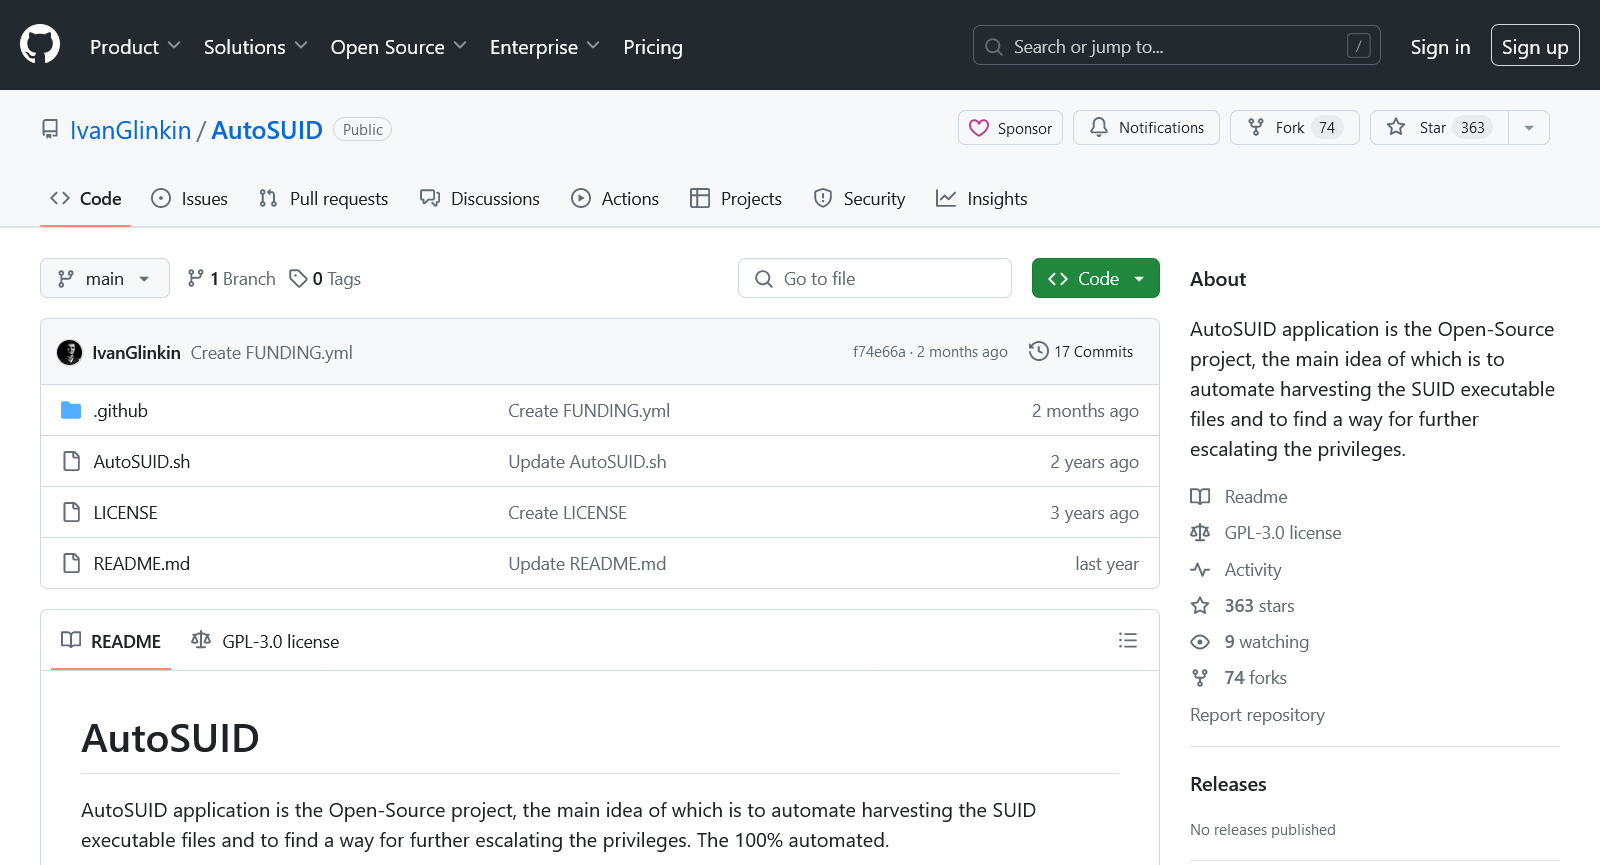 Product Solutions Open Source Enterprise Pricing Search or jump to... / Sign in Sign up
IvanGlinkin / AutoSUID Public Sponsor Notifications Fork 74 Star 363
Code Issues Pull requests Discussions Actions Projects Security Insights
main 1 Branch 0 Tags Go to file Code
IvanGlinkin Create FUNDING.yml f74e66a · 2 months ago 17 Commits
.github Create FUNDING.yml 2 months ago
AutoSUID.sh Update AutoSUID.sh 2 years ago
LICENSE Create LICENSE 3 years ago
README.md Update README.md last year
README GPL-3.0 license
AutoSUID
AutoSUID application is the Open-Source project, the main idea of which is to automate harvesting the SUID
executable files and to find a way for further escalating the privileges. The 100% automated.
About
AutoSUID application is the Open-Source
project, the main idea of which is to
automate harvesting the SUID executable
files and to find a way for further
escalating the privileges.
Readme
GPL-3.0 license
Activity
363 stars
9 watching
74 forks
Report repository
Releases
No releases published